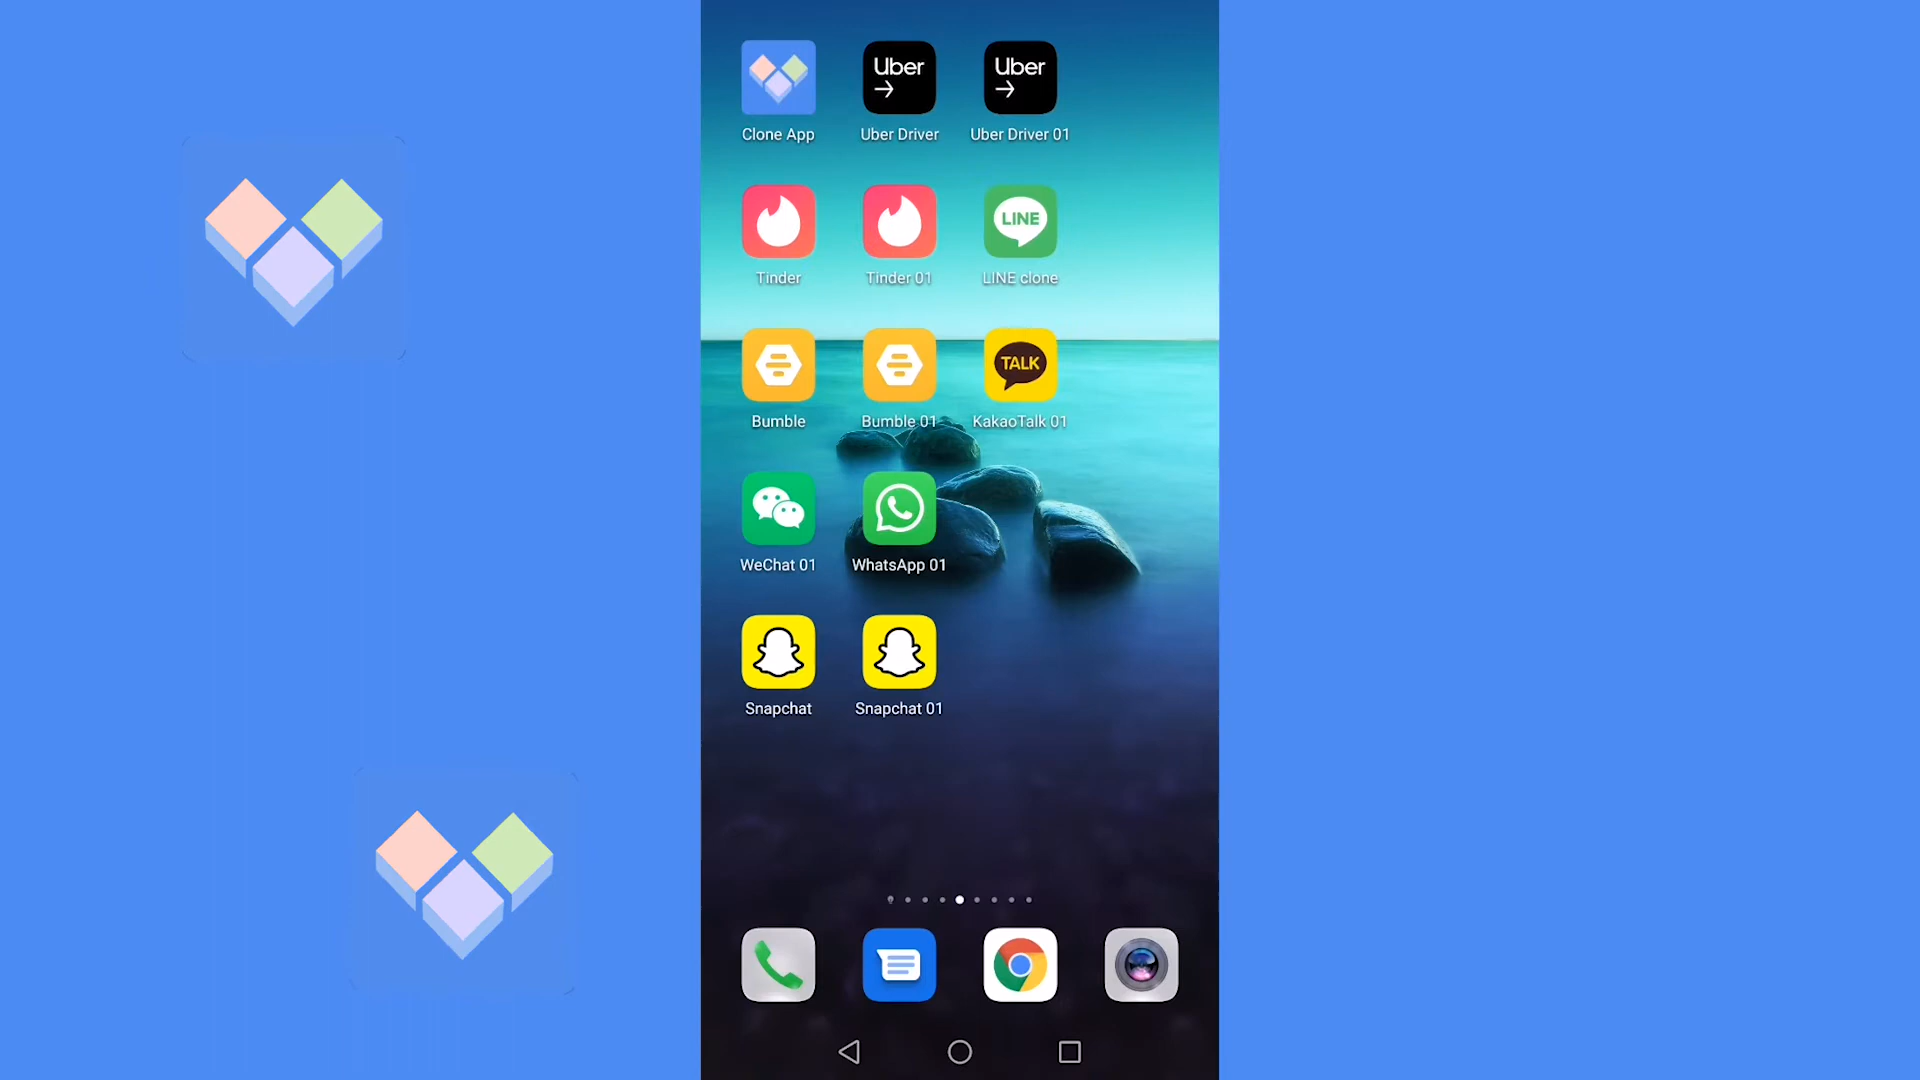 Uber
Uber
Clone App
Uber Driver
Uber Driver 01
LINE
Tinder
Tinder 01
LINE clone
TALK
Bumble
Bumble 01
KakaoTalk 01
WeChat 01
WhatsApp 01
Snapchat
Snapchat 01